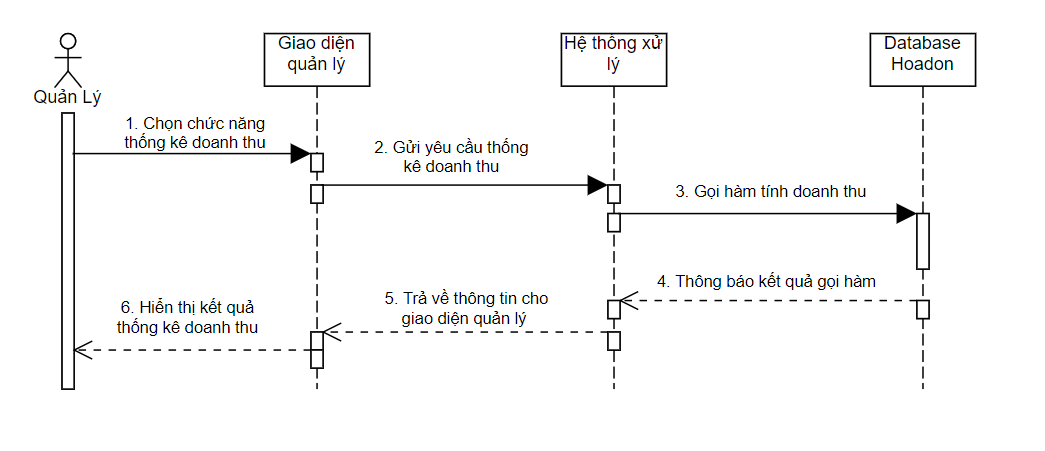 Quản Lý
Giao diện
quản lý
Hệ thống xử
lý
Database
Hoadon
1. Chọn chức năng
thống kê doanh thu
2. Gửi yêu cầu thống
kê doanh thu
3. Gọi hàm tính doanh thu
4. Thông báo kết quả gọi hàm
5. Trả về thông tin cho
giao diện quản lý
6. Hiển thị kết quả
thống kê doanh thu